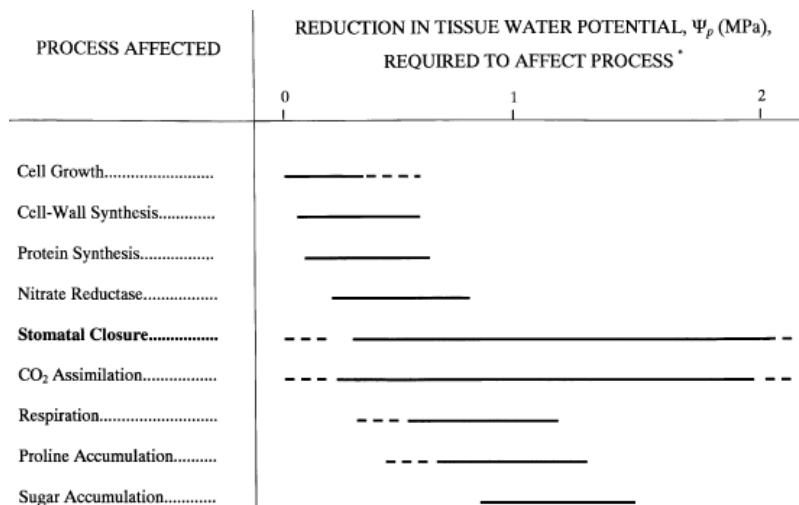 PROCESS AFFECTED
REDUCTION IN TISSUE WATER POTENTIAL, Ψp (MPa),
REQUIRED TO AFFECT PROCESS*
0 1 2
Cell Growth..........................
Cell-Wall Synthesis.............
Protein Synthesis.................
Nitrate Reductase.................
Stomatal Closure................
CO2 Assimilation.................
Respiration...........................
Proline Accumulation..........
Sugar Accumulation............